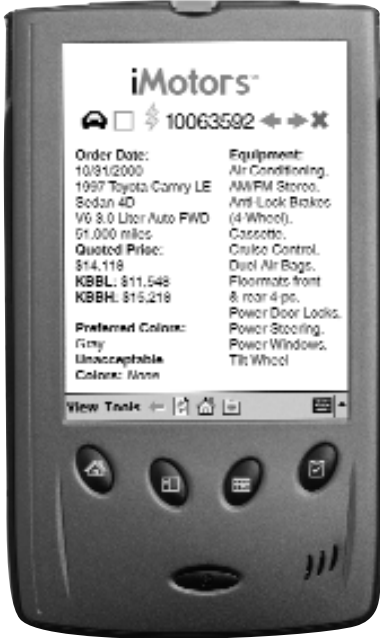 iMotors™
10063592
Order Date:
10/31/2000
1997 Toyota Camry LE
Sedan 4D
V6 3.0 Liter Auto FWD
51,000 miles
Quoted Price:
$14,118
KBBL: $11,548
KBBH: $15,218
Preferred Colors:
Gray
Unacceptable
Colors: None
Equipment:
Air Conditioning.
AM/FM Stereo.
Anti-Lock Brakes
(4-Wheel).
Cassette.
Cruise Control.
Duel Air Bags.
Floormats front
& rear 4-pc.
Power Door Locks.
Power Steering.
Power Windows.
Tilt Wheel
View Tools